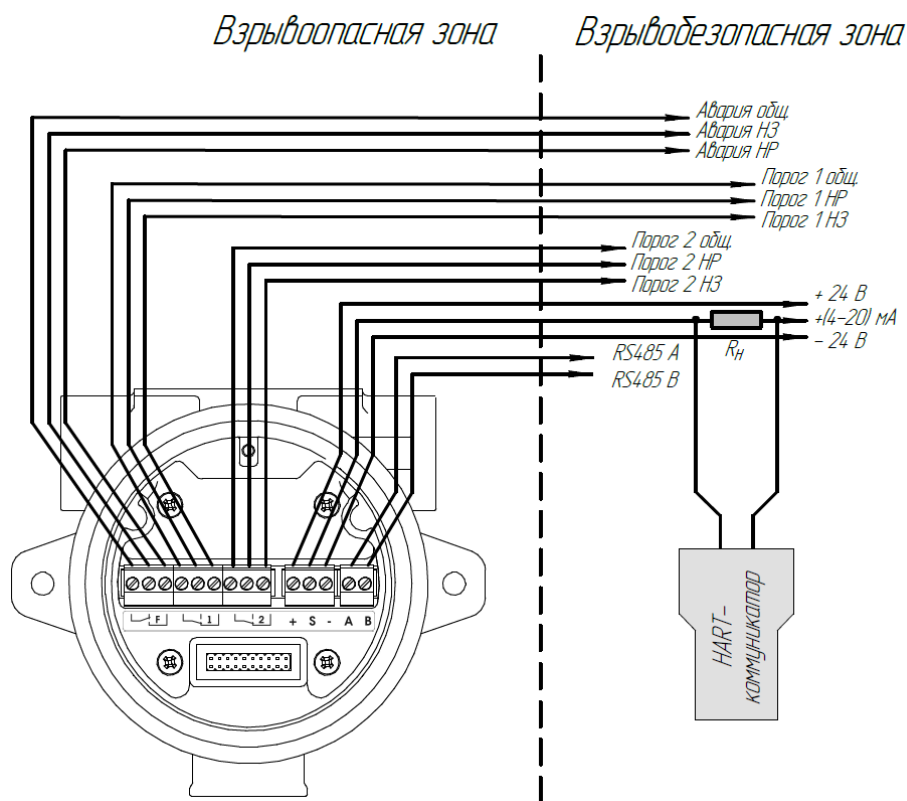 Взрывоопасная зона
Взрывобезопасная зона
Авария общ.
Авария НЗ
Авария НР
Порог 1 общ.
Порог 1 НР
Порог 1 НЗ
Порог 2 общ.
Порог 2 НР
Порог 2 НЗ
+ 24 В
+(4-20) мА
- 24 В
Rн
RS485 A
RS485 B
F 1 2 + S - A B
HART-
коммуникатор